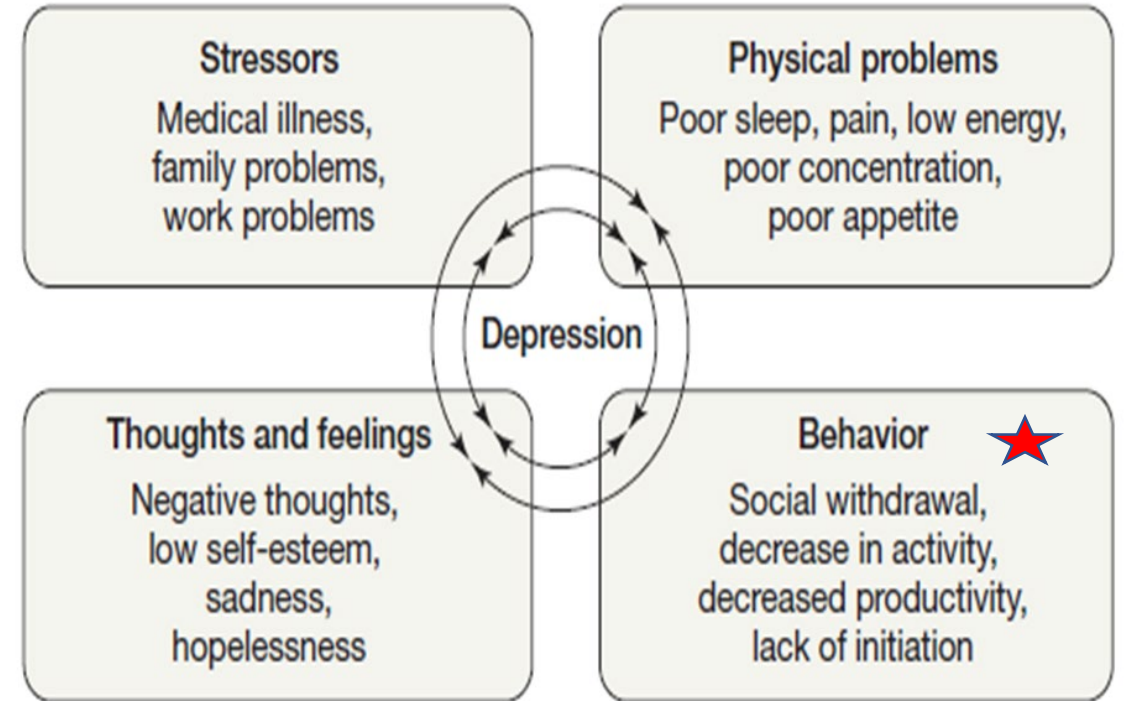 Stressors
Medical illness,
family problems,
work problems
Physical problems
Poor sleep, pain, low energy,
poor concentration,
poor appetite
Depression
Thoughts and feelings
Negative thoughts,
low self-esteem,
sadness,
hopelessness
Behavior
Social withdrawal,
decrease in activity,
decreased productivity,
lack of initiation